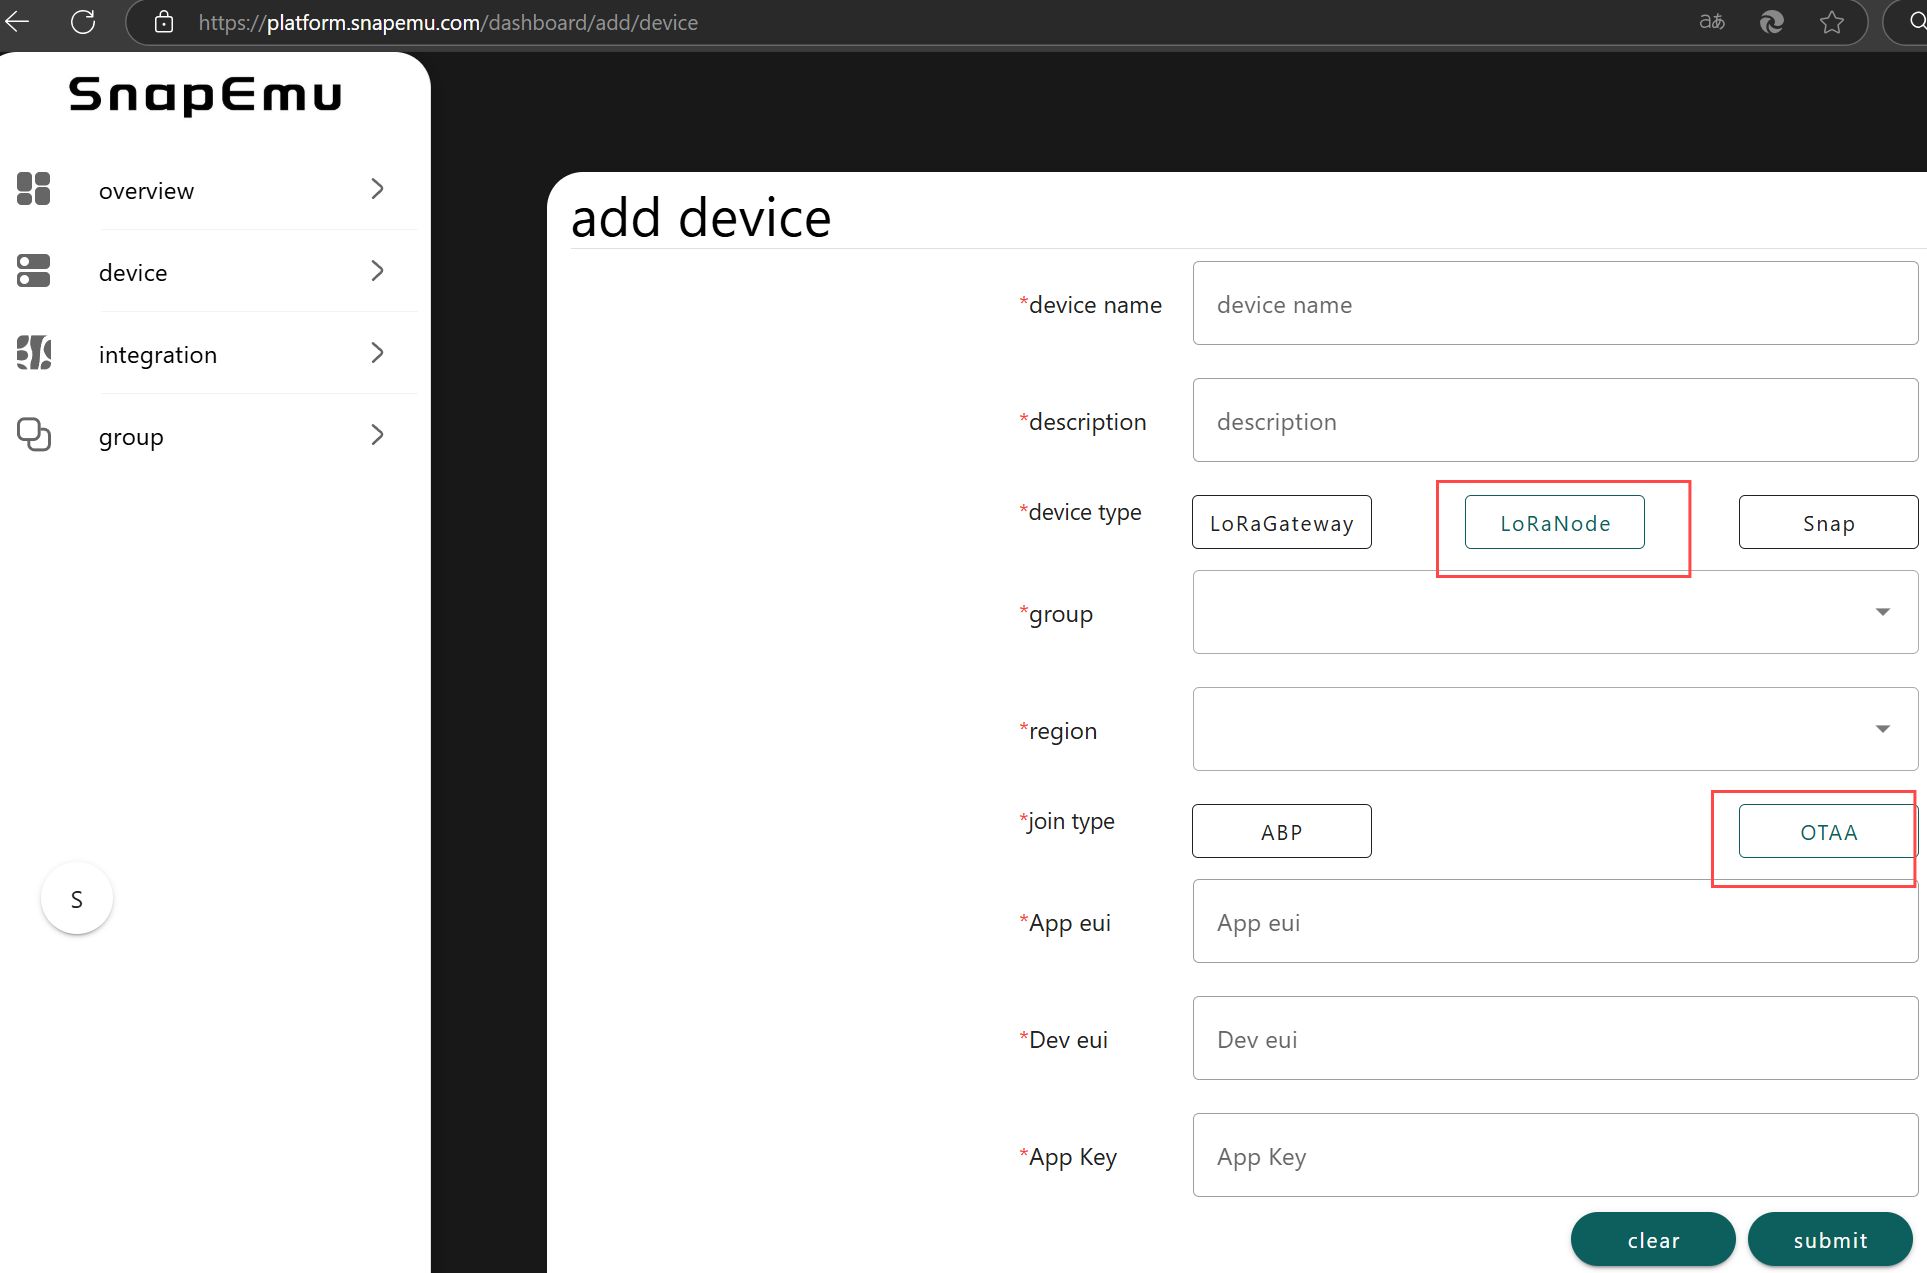 https://platform.snapemu.com/dashboard/add/device
aあ
SnapEmu
overview
device
integration
group
S
add device
*device name
device name
*description
description
*device type
LoRaGateway
LoRaNode
Snap
*group
*region
*join type
ABP
OTAA
*App eui
App eui
*Dev eui
Dev eui
*App Key
App Key
clear
submit